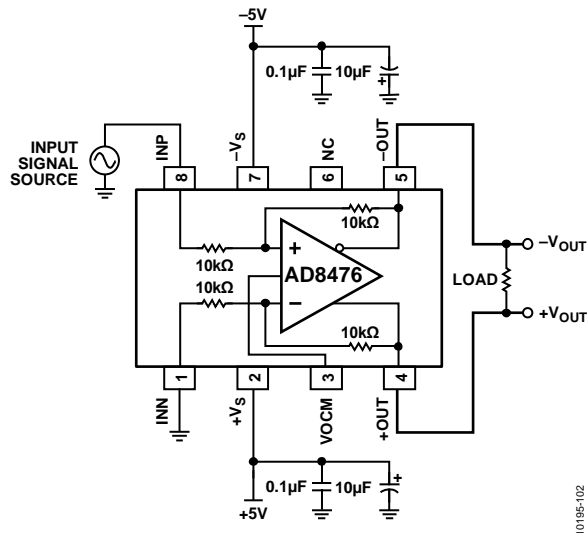 –5V
0.1µF
10µF
+
INPUT
SIGNAL
SOURCE
INP
–VS
NC
–OUT
8
7
6
5
10kΩ
10kΩ
10kΩ
+
AD8476
–
10kΩ
LOAD
–VOUT
+VOUT
1
2
3
4
INN
+VS
VOCM
+OUT
0.1µF
10µF
+
+5V
10195-102